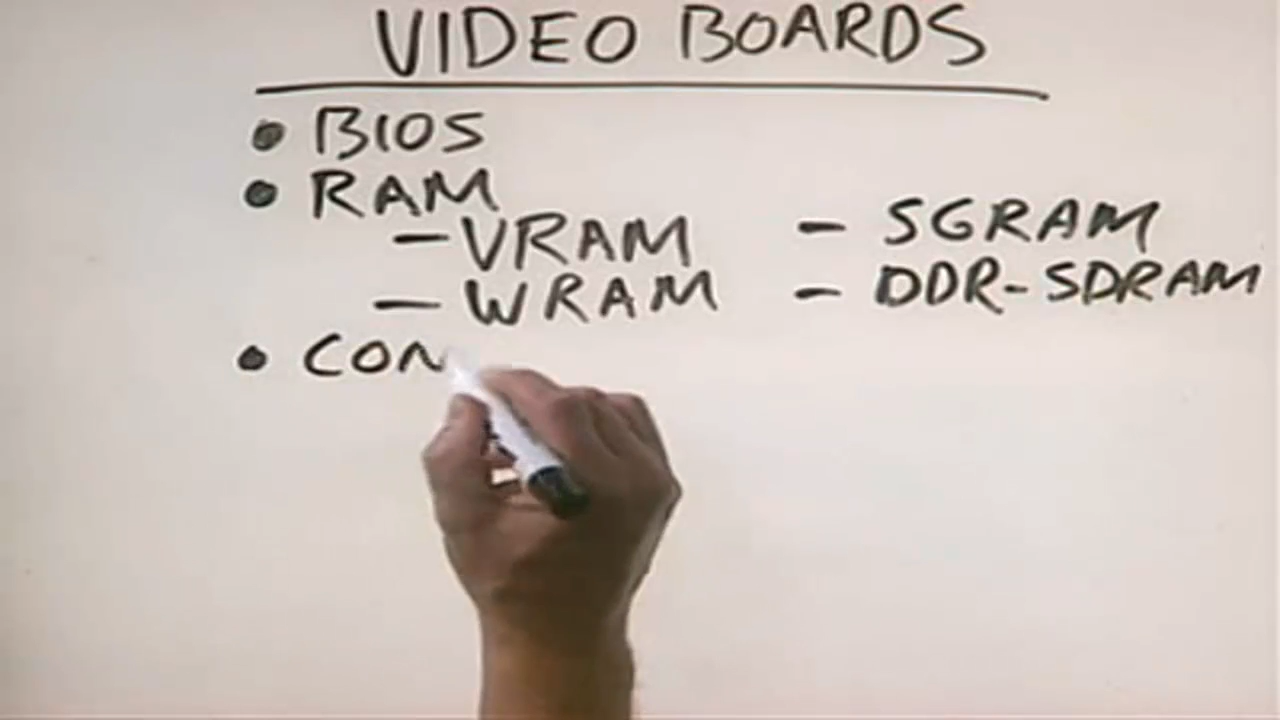 VIDEO BOARDS
• BIOS
• RAM
– VRAM – SGRAM
– WRAM – DDR-SDRAM
• CON